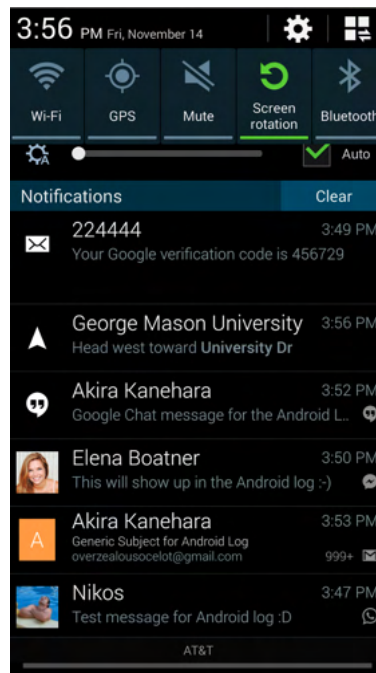 3:56 PM Fri, November 14
Wi-Fi GPS Mute Screen rotation Bluetooth
A Auto
Notifications Clear
224444 3:49 PM
Your Google verification code is 456729
George Mason University 3:56 PM
Head west toward University Dr
Akira Kanehara 3:52 PM
Google Chat message for the Android L..
Elena Boatner 3:50 PM
This will show up in the Android log :-)
A
Akira Kanehara 3:53 PM
Generic Subject for Android Log
overzealousocelot@gmail.com 999+
Nikos 3:47 PM
Test message for Android log :D
AT&T